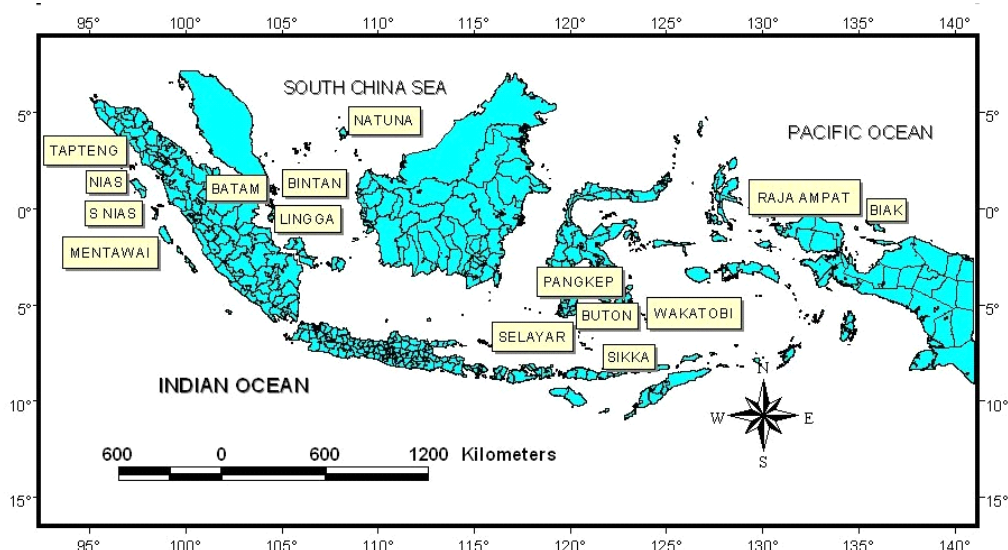 95° 100° 105° 110° 115° 120° 125° 130° 135° 140°
SOUTH CHINA SEA
5° NATUNA 5°
PACIFIC OCEAN
TAPTENG
NIAS BATAM BINTAN RAJA AMPAT BIAK
0° S NIAS LINGGA 0°
MENTAWAI
PANGKEP
5° BUTON WAKATOBI 5°
SELAYAR
SIKKA
INDIAN OCEAN N
10° 10°
W E
S
600 0 600 1200 Kilometers
15° 15°
95° 100° 105° 110° 115° 120° 125° 130° 135° 140°